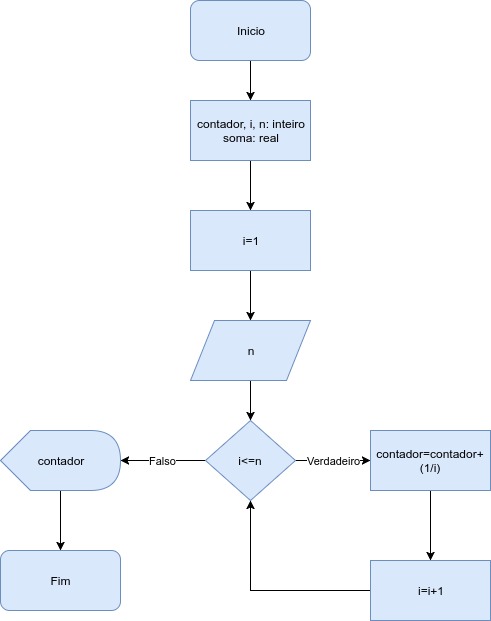 Inicio
contador, i, n: inteiro
soma: real
i=1
n
i<=n
Falso
Verdadeiro
contador
contador=contador+
(1/i)
Fim
i=i+1